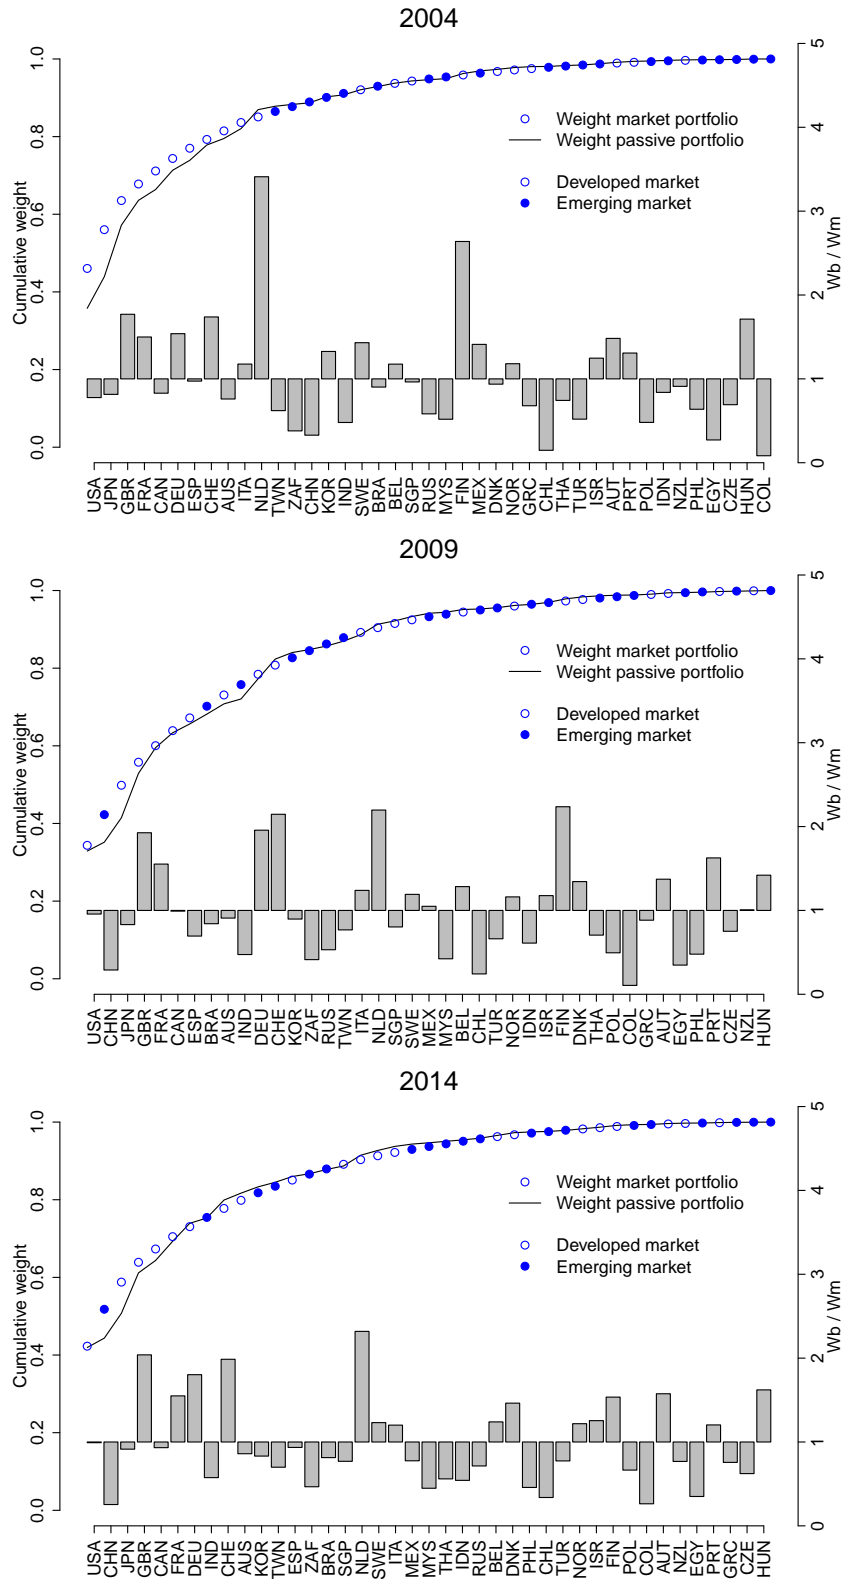 2004
Cumulative weight
0.0 0.2 0.4 0.6 0.8 1.0
Weight market portfolio
Weight passive portfolio
Developed market
Emerging market
0 1 2 3 4 5
Wb / Wm
USA JPN GBR FRA CAN DEU ESP CHE AUS ITA NLD TWN ZAF CHN KOR IND SWE BRA BEL SGP RUS MYS FIN MEX DNK NOR GRC CHL THA TUR ISR AUT PRT POL IDN NZL PHL EGY CZE HUN COL
2009
Cumulative weight
0.0 0.2 0.4 0.6 0.8 1.0
Weight market portfolio
Weight passive portfolio
Developed market
Emerging market
0 1 2 3 4 5
Wb / Wm
USA CHN JPN GBR FRA CAN ESP BRA AUS IND DEU CHE KOR ZAF RUS TWN ITA NLD SGP SWE MEX MYS BEL CHL TUR NOR IDN ISR FIN DNK THA POL COL GRC AUT EGY PHL PRT CZE NZL HUN
2014
Cumulative weight
0.0 0.2 0.4 0.6 0.8 1.0
Weight market portfolio
Weight passive portfolio
Developed market
Emerging market
0 1 2 3 4 5
Wb / Wm
USA CHN JPN GBR CAN FRA DEU IND CHE AUS KOR TWN ESP ZAF BRA SGP NLD SWE ITA MEX MYS THA IDN RUS BEL DNK PHL CHL TUR NOR ISR FIN POL COL AUT NZL EGY PRT GRC CZE HUN